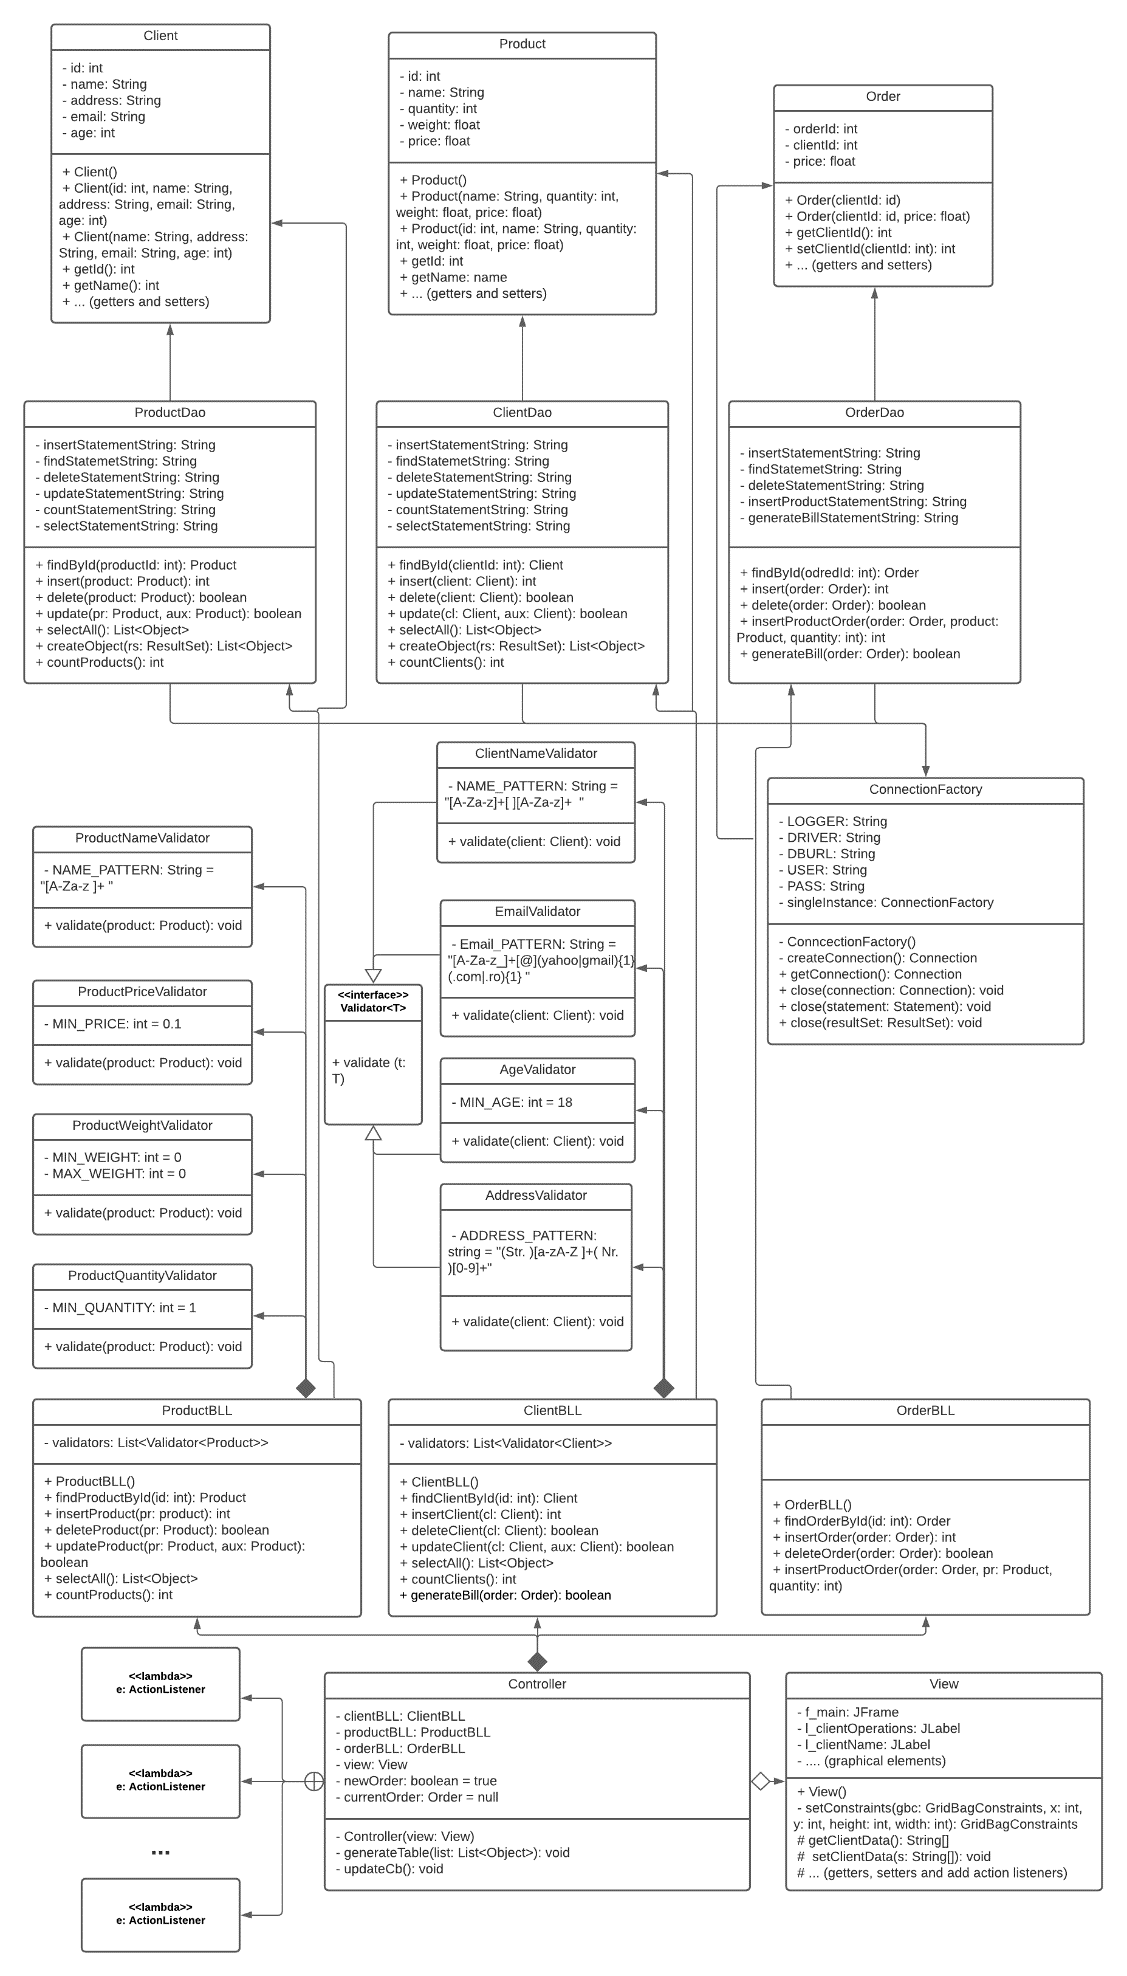 Client
- id: int
- name: String
- address: String
- email: String
- age: int
+ Client()
+ Client(id: int, name: String,
address: String, email: String,
age: int)
+ Client(name: String, address:
String, email: String, age: int)
+ getId(): int
+ getName(): int
+ ... (getters and setters)
Product
- id: int
- name: String
- quantity: int
- weight: float
- price: float
+ Product()
+ Product(name: String, quantity: int,
weight: float, price: float)
+ Product(id: int, name: String, quantity:
int, weight: float, price: float)
+ getId: int
+ getName: name
+ ... (getters and setters)
Order
- orderId: int
- clientId: int
- price: float
+ Order(clientId: id)
+ Order(clientId: id, price: float)
+ getClientId(): int
+ setClientId(clientId: int): int
+ ... (getters and setters)
ProductDao
- insertStatementString: String
- findStatemetString: String
- deleteStatementString: String
- updateStatementString: String
- countStatementString: String
- selectStatementString: String
+ findById(productId: int): Product
+ insert(product: Product): int
+ delete(product: Product): boolean
+ update(pr: Product, aux: Product): boolean
+ selectAll(): List<Object>
+ createObject(rs: ResultSet): List<Object>
+ countProducts(): int
ClientDao
- insertStatementString: String
- findStatemetString: String
- deleteStatementString: String
- updateStatementString: String
- countStatementString: String
- selectStatementString: String
+ findById(clientId: int): Client
+ insert(client: Client): int
+ delete(client: Client): boolean
+ update(cl: Client, aux: Client): boolean
+ selectAll(): List<Object>
+ createObject(rs: ResultSet): List<Object>
+ countClients(): int
OrderDao
- insertStatementString: String
- findStatemetString: String
- deleteStatementString: String
- insertProductStatementString: String
- generateBillStatementString: String
+ findById(odredId: int): Order
+ insert(order: Order): int
+ delete(order: Order): boolean
+ insertProductOrder(order: Order, product:
Product, quantity: int): int
+ generateBill(order: Order): boolean
ClientNameValidator
- NAME_PATTERN: String =
"[A-Za-z]+[ ][A-Za-z]+  "
+ validate(client: Client): void
ConnectionFactory
- LOGGER: String
- DRIVER: String
- DBURL: String
- USER: String
- PASS: String
- singleInstance: ConnectionFactory
- ConncectionFactory()
- createConnection(): Connection
+ getConnection(): Connection
+ close(connection: Connection): void
+ close(statement: Statement): void
+ close(resultSet: ResultSet): void
ProductNameValidator
- NAME_PATTERN: String =
"[A-Za-z ]+ "
+ validate(product: Product): void
EmailValidator
- Email_PATTERN: String =
"[A-Za-z_]+[@](yahoo|gmail){1}
(.com|.ro){1} "
+ validate(client: Client): void
ProductPriceValidator
- MIN_PRICE: int = 0.1
+ validate(product: Product): void
<<interface>>
Validator<T>
+ validate (t:
T)
AgeValidator
- MIN_AGE: int = 18
+ validate(client: Client): void
ProductWeightValidator
- MIN_WEIGHT: int = 0
- MAX_WEIGHT: int = 0
+ validate(product: Product): void
AddressValidator
- ADDRESS_PATTERN:
string = "(Str. )[a-zA-Z ]+( Nr.
)[0-9]+"
+ validate(client: Client): void
ProductQuantityValidator
- MIN_QUANTITY: int = 1
+ validate(product: Product): void
ProductBLL
- validators: List<Validator<Product>>
+ ProductBLL()
+ findProductById(id: int): Product
+ insertProduct(pr: product): int
+ deleteProduct(pr: Product): boolean
+ updateProduct(pr: Product, aux: Product):
boolean
+ selectAll(): List<Object>
+ countProducts(): int
ClientBLL
- validators: List<Validator<Client>>
+ ClientBLL()
+ findClientById(id: int): Client
+ insertClient(cl: Client): int
+ deleteClient(cl: Client): boolean
+ updateClient(cl: Client, aux: Client): boolean
+ selectAll(): List<Object>
+ countClients(): int
+ generateBill(order: Order): boolean
OrderBLL
+ OrderBLL()
+ findOrderById(id: int): Order
+ insertOrder(order: Order): int
+ deleteOrder(order: Order): boolean
+ insertProductOrder(order: Order, pr: Product,
quantity: int)
<<lambda>>
e: ActionListener
<<lambda>>
e: ActionListener
...
<<lambda>>
e: ActionListener
Controller
- clientBLL: ClientBLL
- productBLL: ProductBLL
- orderBLL: OrderBLL
- view: View
- newOrder: boolean = true
- currentOrder: Order = null
- Controller(view: View)
- generateTable(list: List<Object>): void
- updateCb(): void
View
- f_main: JFrame
- l_clientOperations: JLabel
- l_clientName: JLabel
- .... (graphical elements)
+ View()
- setConstraints(gbc: GridBagConstraints, x: int,
y: int, height: int, width: int): GridBagConstraints
# getClientData(): String[]
#  setClientData(s: String[]): void
# ... (getters, setters and add action listeners)